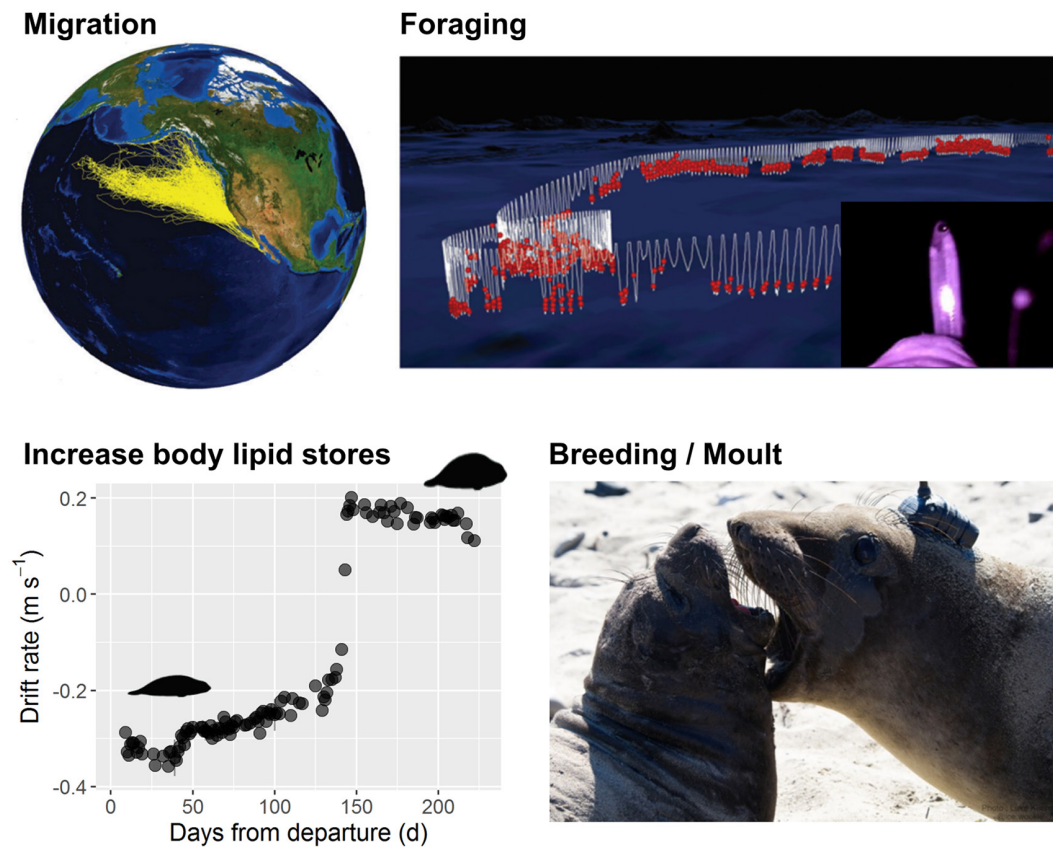 Migration
Foraging
Increase body lipid stores
Breeding / Moult
0.2
0.0
-0.2
-0.4
Drift rate (m s⁻¹)
0
50
100
150
200
Days from departure (d)